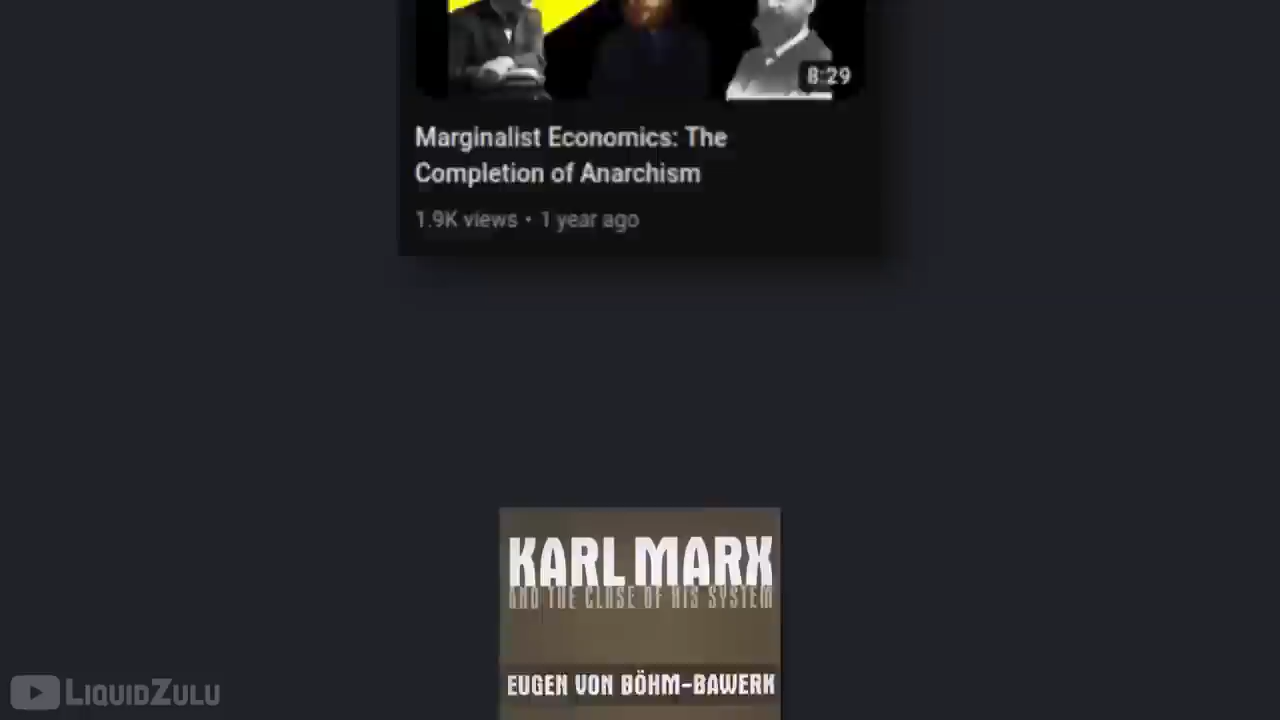 8:29
Marginalist Economics: The
Completion of Anarchism
1.9K views • 1 year ago
KARL MARX
AND THE CLOSE OF HIS SYSTEM
EUGEN VON BÖHM-BAWERK
LIQUIDZULU